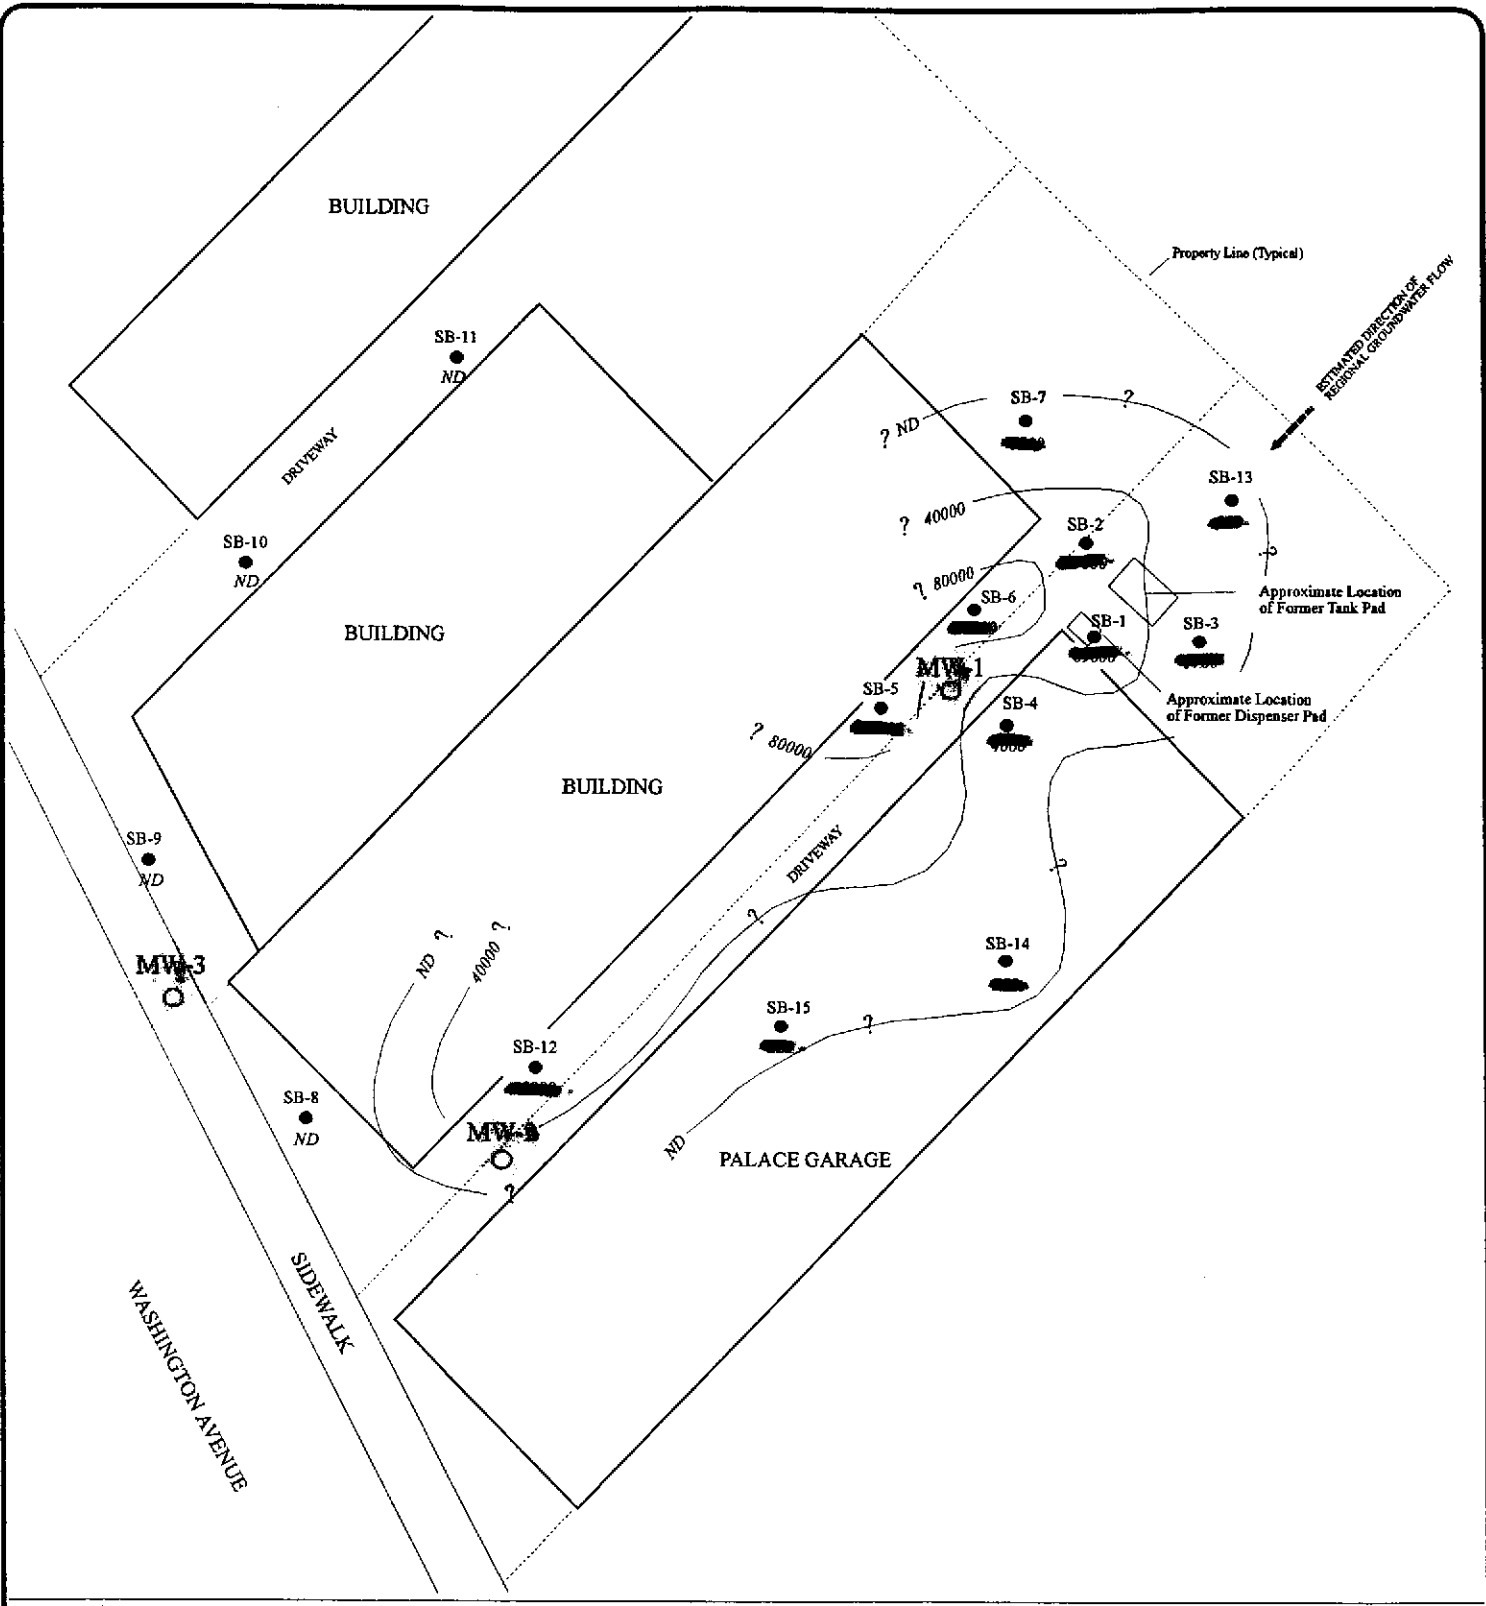 BUILDING
Property Line (Typical)
ESTIMATED DIRECTION OF
REGIONAL GROUNDWATER FLOW
SB-11
ND
SB-7
? ND
?
DRIVEWAY
SB-13
? 40000
SB-2
SB-10
ND
?
? 80000
SB-6
Approximate Location
of Former Tank Pad
BUILDING
SB-1
SB-3
MW-1
SB-5
SB-4
Approximate Location
of Former Dispenser Pad
? 80000
BUILDING
SB-9
ND
DRIVEWAY
?
?
ND ?
40000 ?
SB-14
MW-3
SB-15
?
SB-12
SB-8
ND
MW-
ND
PALACE GARAGE
?
SIDEWALK
WASHINGTON AVENUE